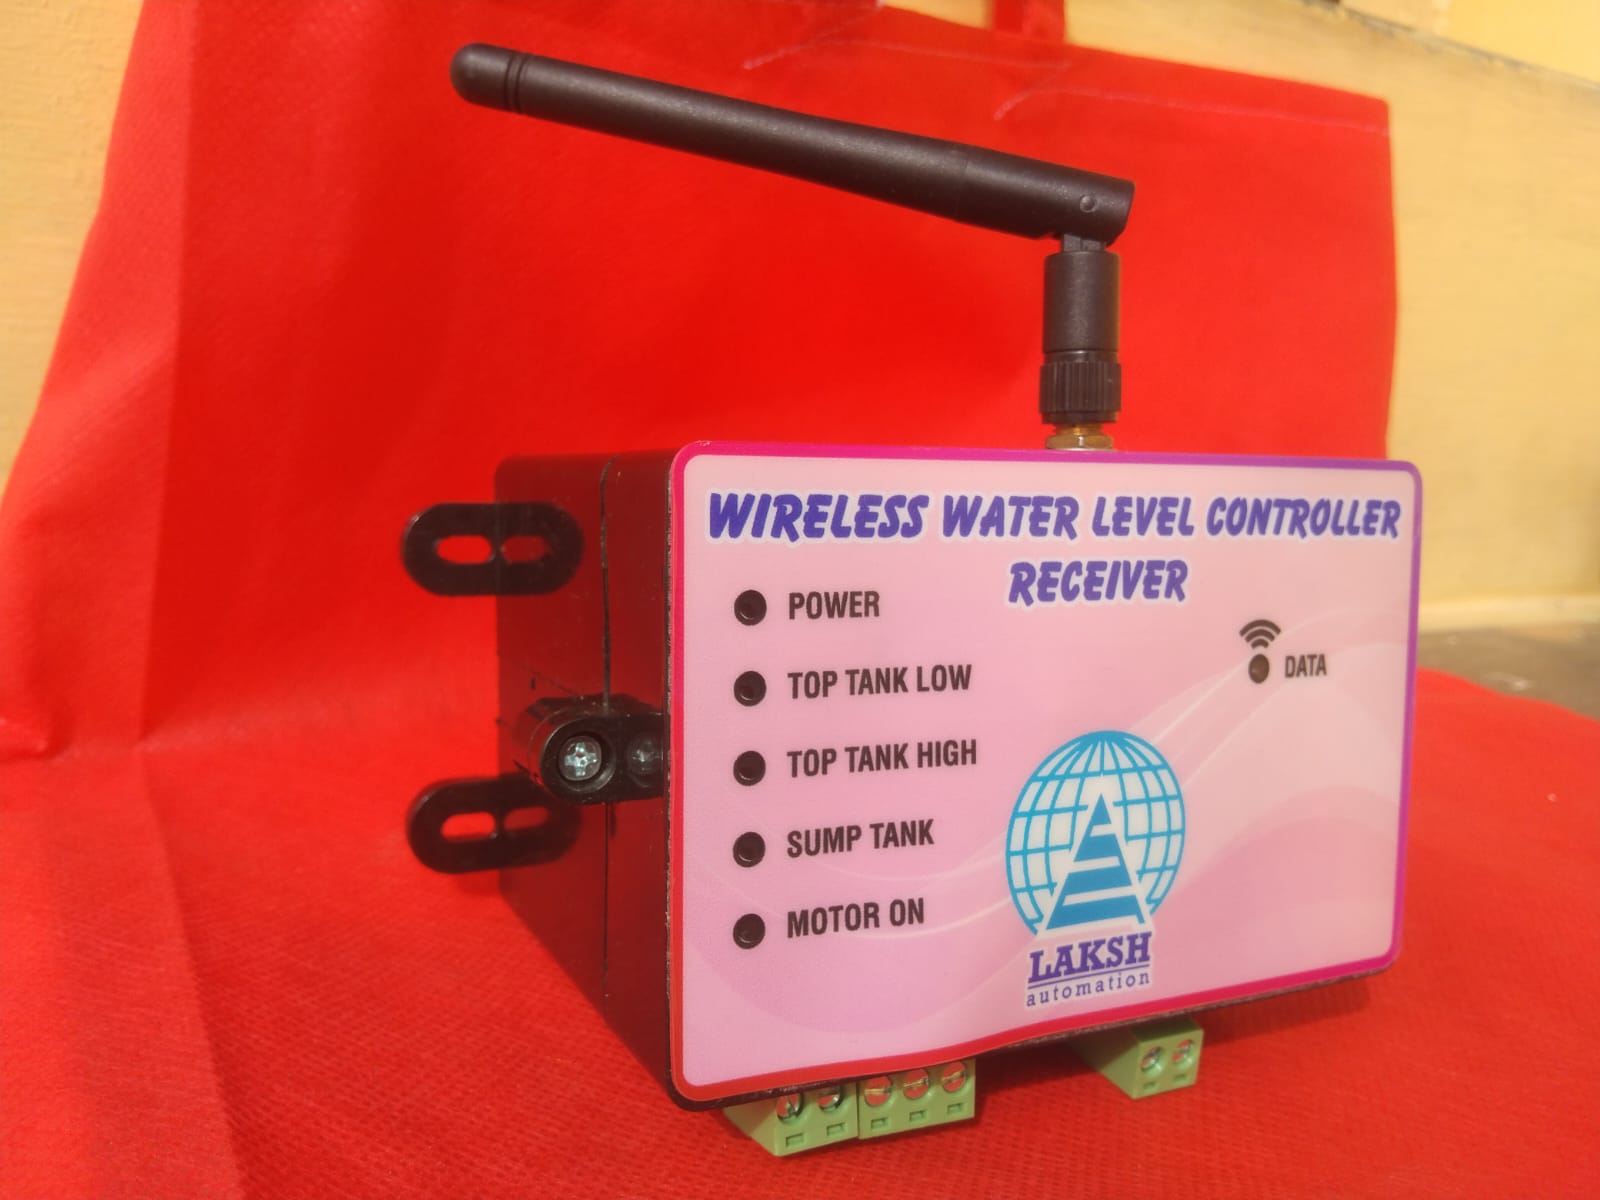 WIRELESS WATER LEVEL CONTROLLER
RECEIVER
POWER
TOP TANK LOW
TOP TANK HIGH
SUMP TANK
MOTOR ON
DATA
LAKSH
automation